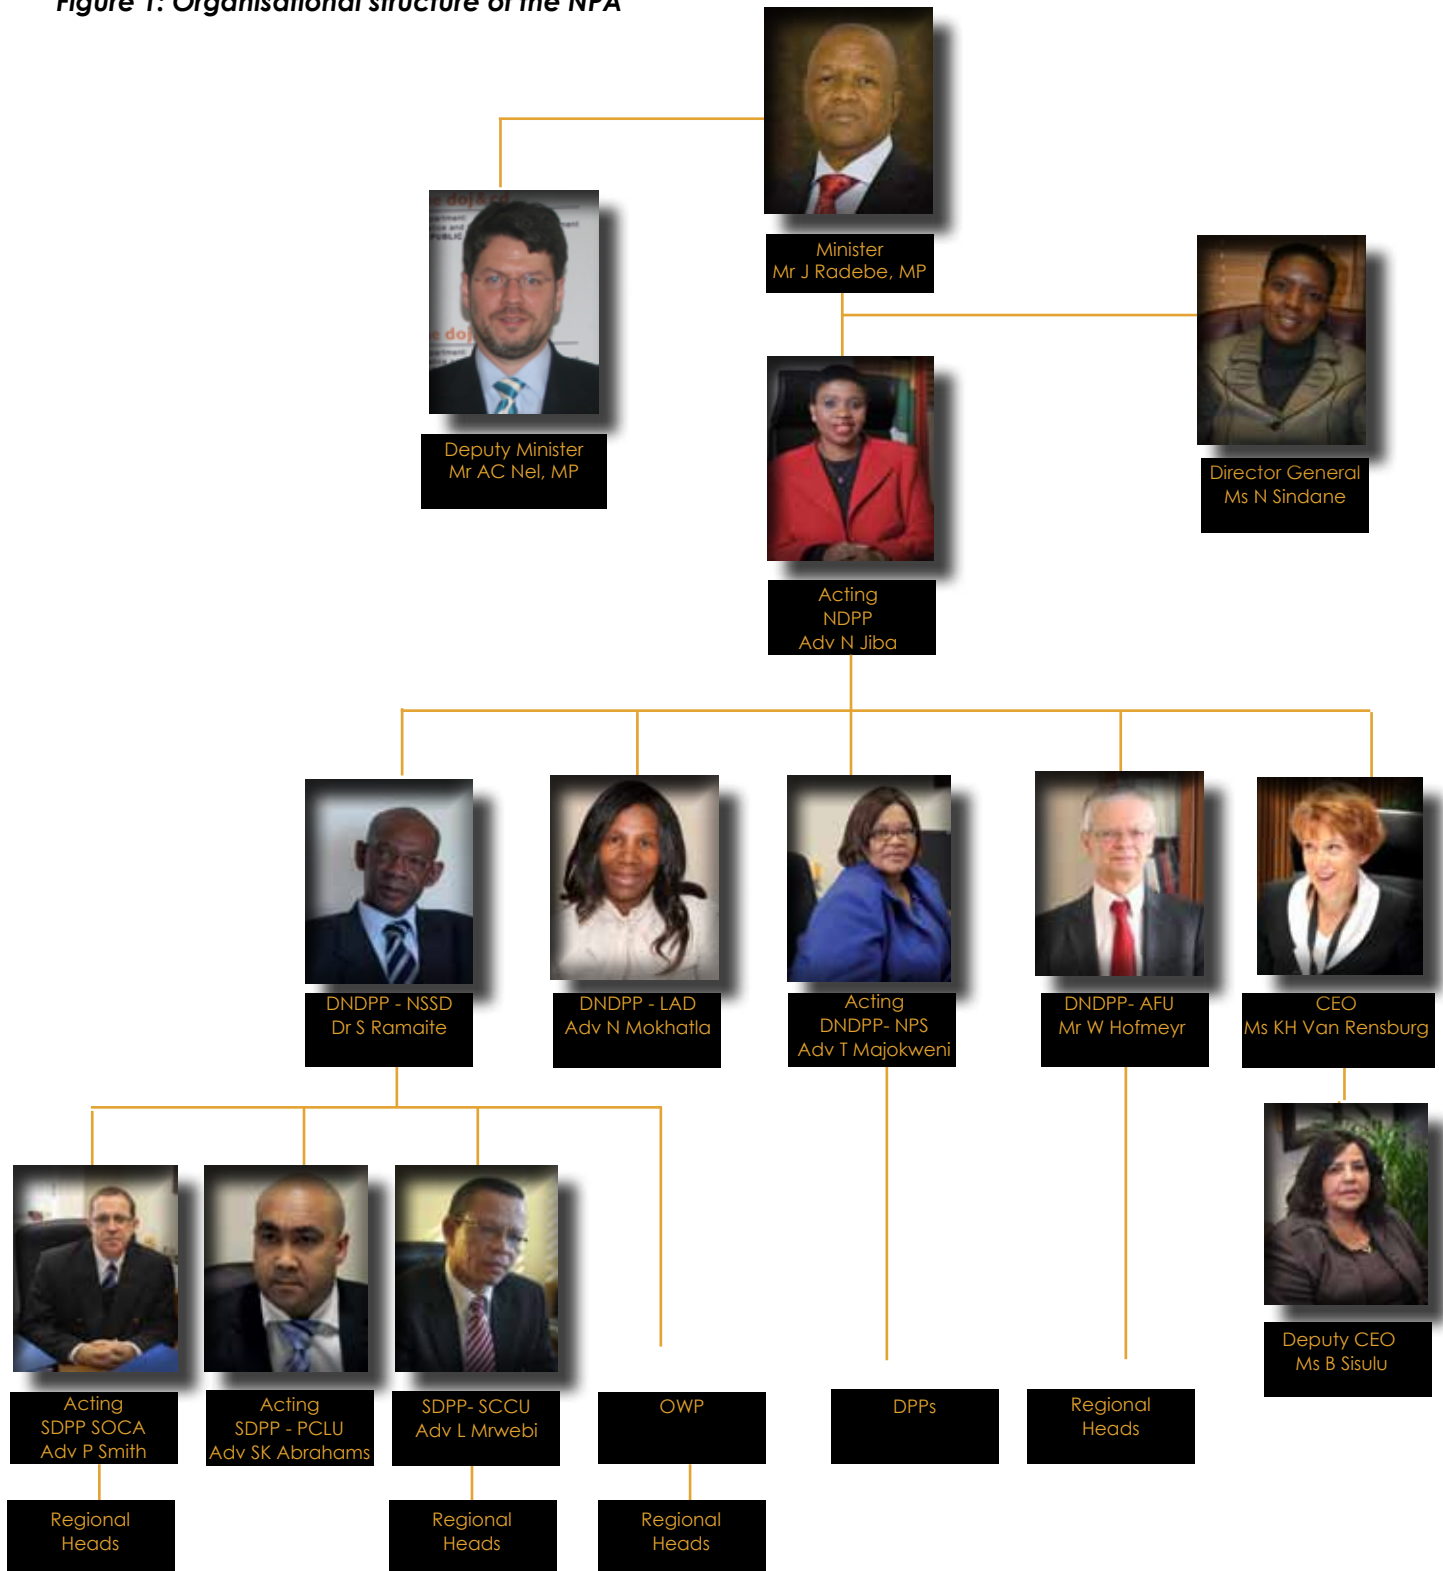 Figure 1: Organisational structure of the NPA
e doj & cd
PUBLIC
e doj
Minister
Mr J Radebe, MP
Deputy Minister
Mr AC Nel, MP
Director General
Ms N Sindane
Acting
NDPP
Adv N Jiba
DNDPP - NSSD
Dr S Ramaite
DNDPP - LAD
Adv N Mokhatla
Acting
DNDPP- NPS
Adv T Majokweni
DNDPP- AFU
Mr W Hofmeyr
CEO
Ms KH Van Rensburg
Deputy CEO
Ms B Sisulu
Acting
SDPP SOCA
Adv P Smith
Acting
SDPP - PCLU
Adv SK Abrahams
SDPP- SCCU
Adv L Mrwebi
OWP
DPPs
Regional
Heads
Regional
Heads
Regional
Heads
Regional
Heads